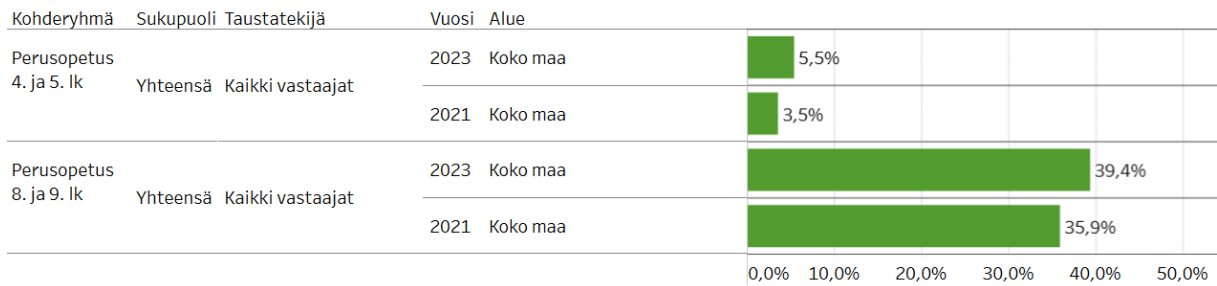 Kohderyhmä Sukupuoli Taustatekijä Vuosi Alue
Perusopetus
4. ja 5. lk
Yhteensä Kaikki vastaajat
2023 Koko maa 5,5%
2021 Koko maa 3,5%
Perusopetus
8. ja 9. lk
Yhteensä Kaikki vastaajat
2023 Koko maa 39,4%
2021 Koko maa 35,9%
0,0% 10,0% 20,0% 30,0% 40,0% 50,0%